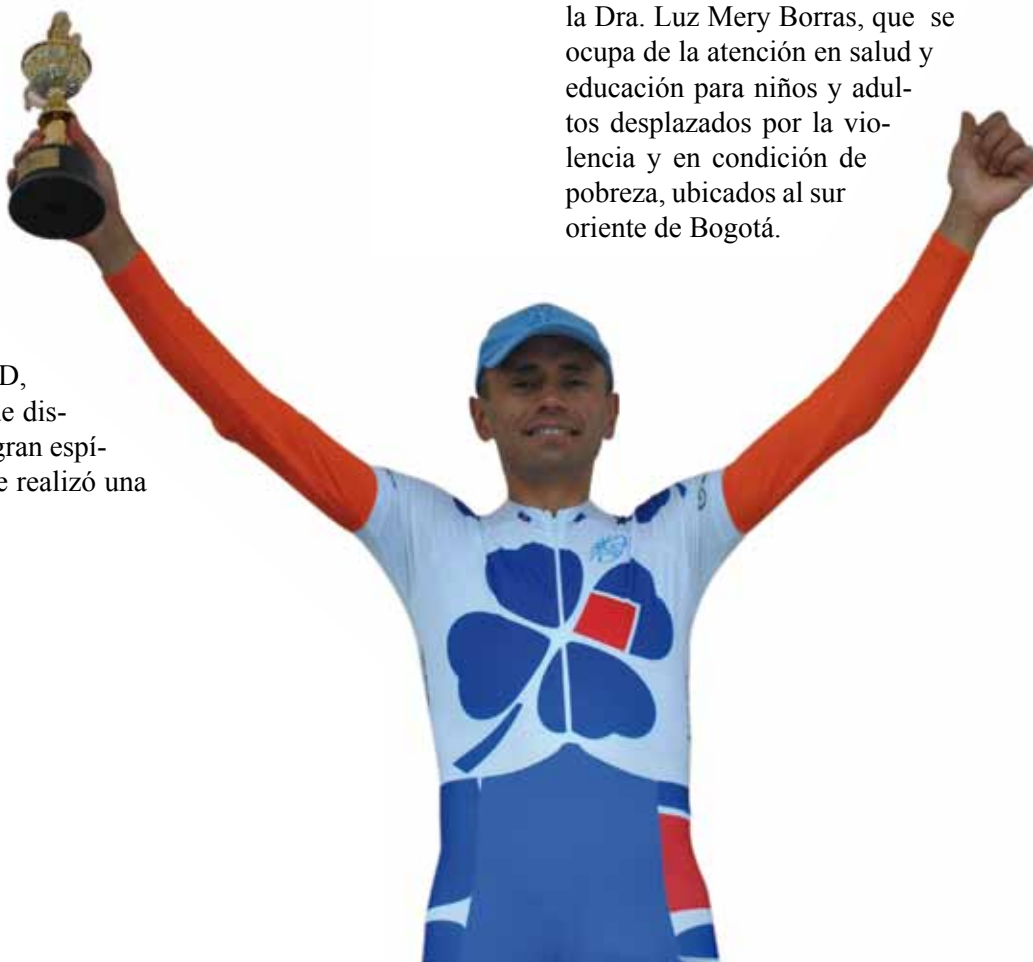 D,
e dis-
gran espí-
e realizó una
la Dra. Luz Mery Borras, que se
ocupa de la atención en salud y
educación para niños y adul-
tos desplazados por la vio-
lencia y en condición de
pobreza, ubicados al sur
oriente de Bogotá.